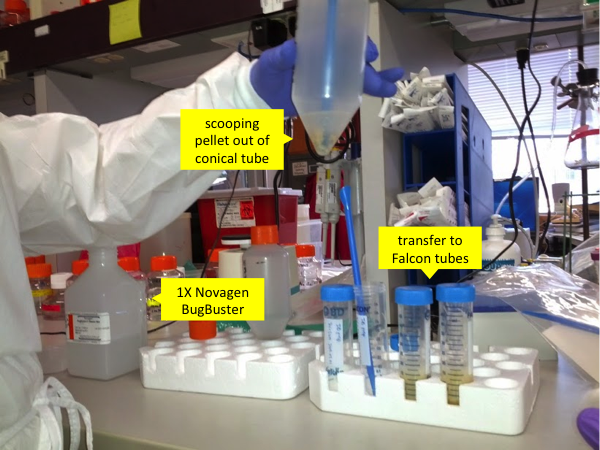 scooping
pellet out of
conical tube
transfer to
Falcon tubes
1X Novagen
BugBuster